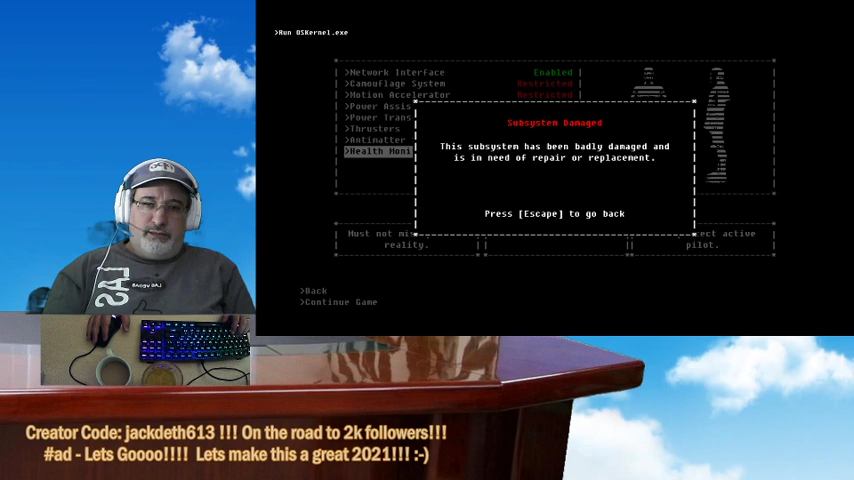 >Run OSKernel.exe
>Network Interface Enabled
>Camouflage System Restricted
>Motion Accelerator Restricted
>Power Assis
>Power Trans
>Thrusters
>Antimatter
>Health Moni
Subsystem Damaged
This subsystem has been badly damaged and
is in need of repair or replacement.
Press [Escape] to go back
Must not mi
reality.
ect active
pilot.
>Back
>Continue Game
LAS
Creator Code: jackdeth613 !!! On the road to 2k followers!!!
#ad - Lets Goooo!!!! Lets make this a great 2021!!! :-)